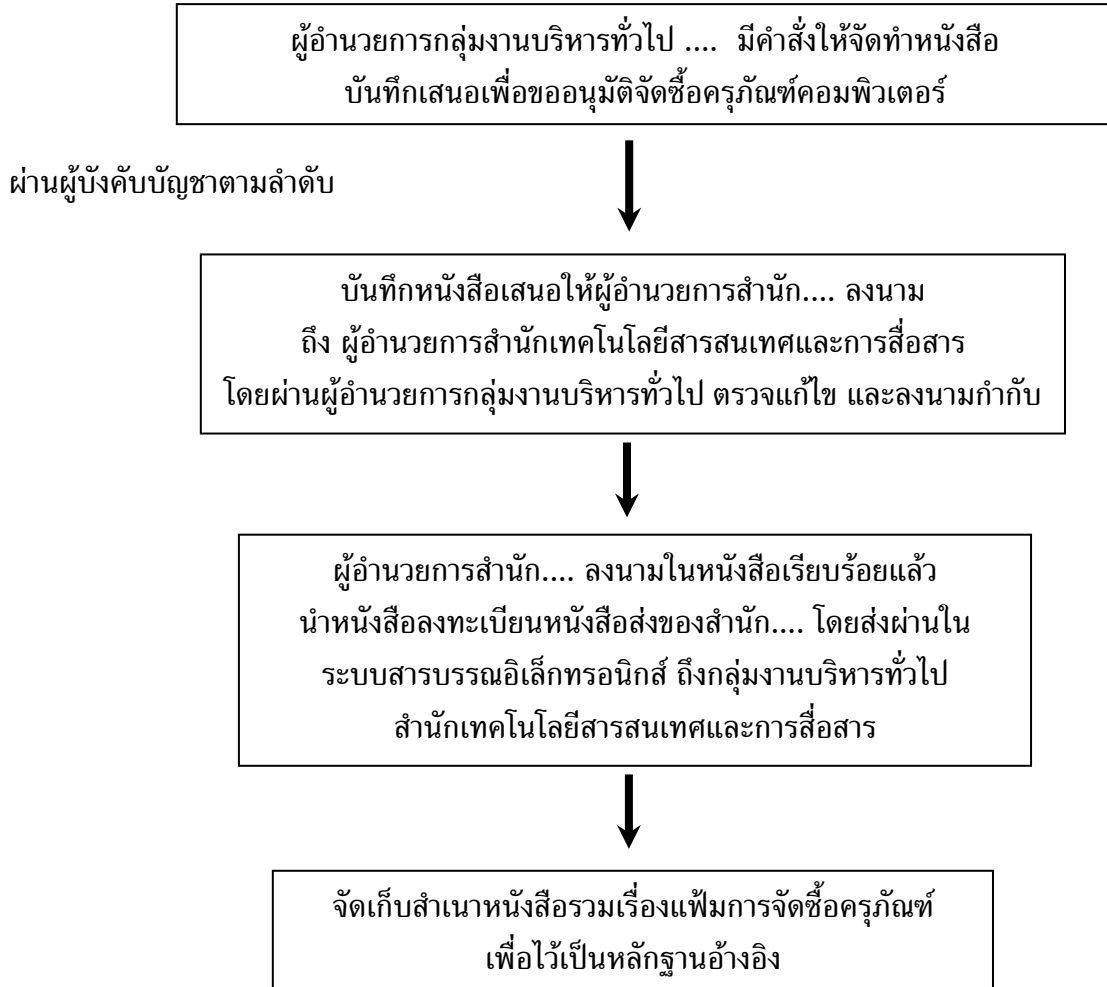 ผู้อำนวยการกลุ่มงานบริหารทั่วไป .... มีคำสั่งให้จัดทำหนังสือ
บันทึกเสนอเพื่อขออนุมัติจัดซื้อครุภัณฑ์คอมพิวเตอร์
ผ่านผู้บังคับบัญชาตามลำดับ
บันทึกหนังสือเสนอให้ผู้อำนวยการสำนัก.... ลงนาม
ถึง ผู้อำนวยการสำนักเทคโนโลยีสารสนเทศและการสื่อสาร
โดยผ่านผู้อำนวยการกลุ่มงานบริหารทั่วไป ตรวจแก้ไข และลงนามกำกับ
ผู้อำนวยการสำนัก.... ลงนามในหนังสือเรียบร้อยแล้ว
นำหนังสือลงทะเบียนหนังสือส่งของสำนัก.... โดยส่งผ่านใน
ระบบสารบรรณอิเล็กทรอนิกส์ ถึงกลุ่มงานบริหารทั่วไป
สำนักเทคโนโลยีสารสนเทศและการสื่อสาร
จัดเก็บสำเนาหนังสือรวมเรื่องแฟ้มการจัดซื้อครุภัณฑ์
เพื่อไว้เป็นหลักฐานอ้างอิง